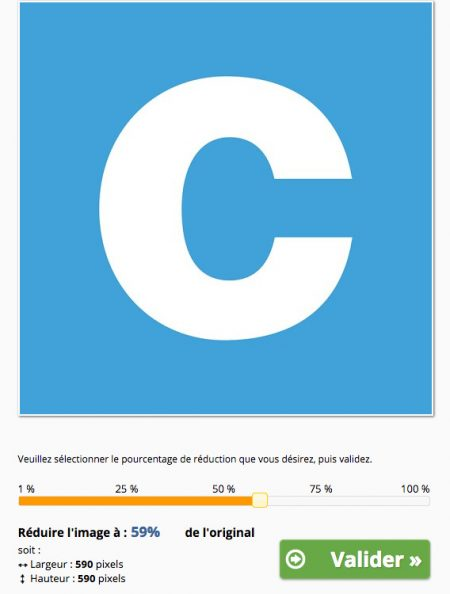 c
Veuillez sélectionner le pourcentage de réduction que vous désirez, puis validez.
1 % 25 % 50 % 75 % 100 %
Réduire l'image à : 59% de l'original
soit :
↔ Largeur : 590 pixels
↕ Hauteur : 590 pixels
Valider »